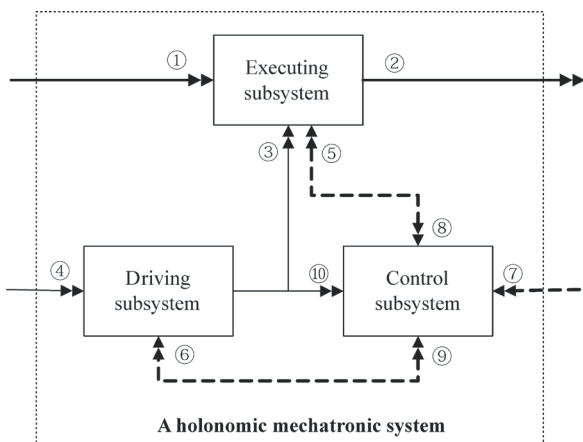 ①
②
Executing
subsystem
③
⑤
⑧
④
Driving
subsystem
⑩
Control
subsystem
⑦
⑥
⑨
A holonomic mechatronic system